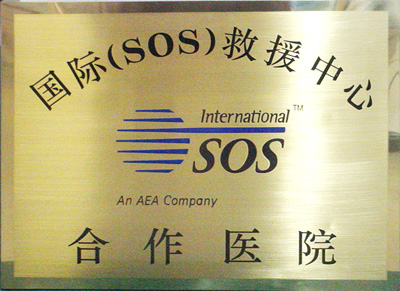 国际(SOS)救援中心
International™
SOS
An AEA Company
合作医院